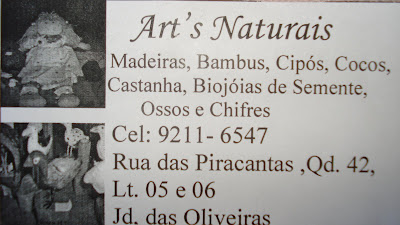 Art's Naturais
Madeiras, Bambus, Cipós, Cocos,
Castanha, Biojóias de Semente,
Ossos e Chifres
Cel: 9211- 6547
Rua das Piracantas ,Qd. 42,
Lt. 05 e 06
Jd. das Oliveiras